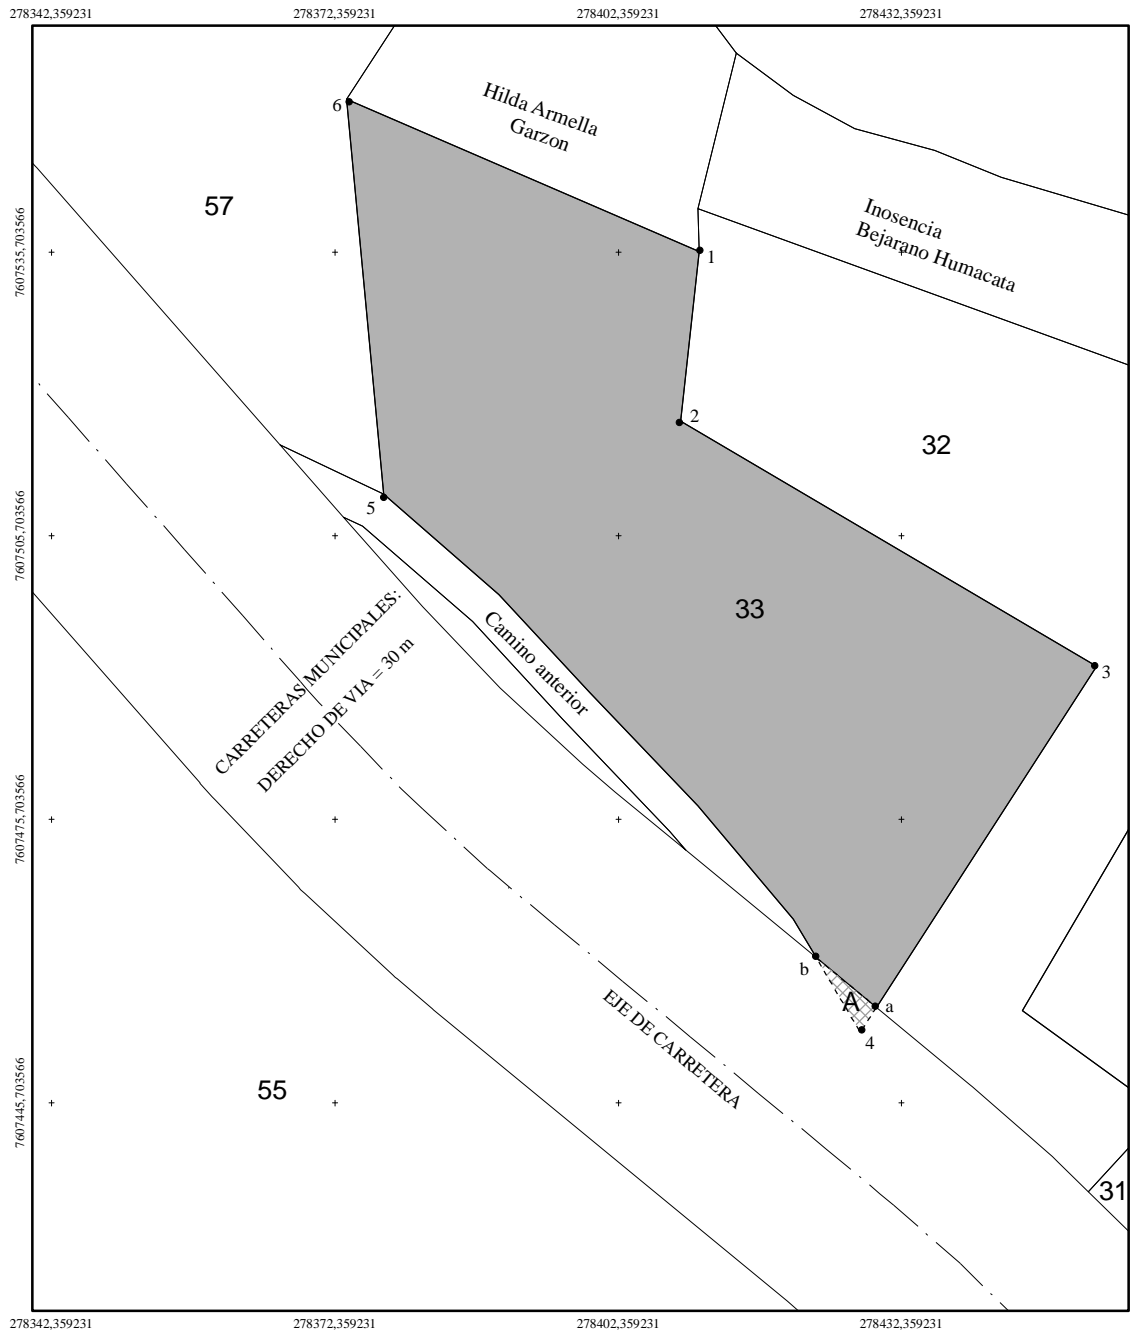 278342,359231
278372,359231
278402,359231
278432,359231
6
Hilda Armella
Garzon
57
Inosencia
Bejarano Humacata
7607535,703566
1
2
32
5
7607505,703566
33
CARRETERAS MUNICIPALES:
DERECHO DE VIA = 30 m
Camino anterior
3
7607475,703566
b
A
a
4
EJE DE CARRETERA
55
7607445,703566
31
278342,359231
278372,359231
278402,359231
278432,359231